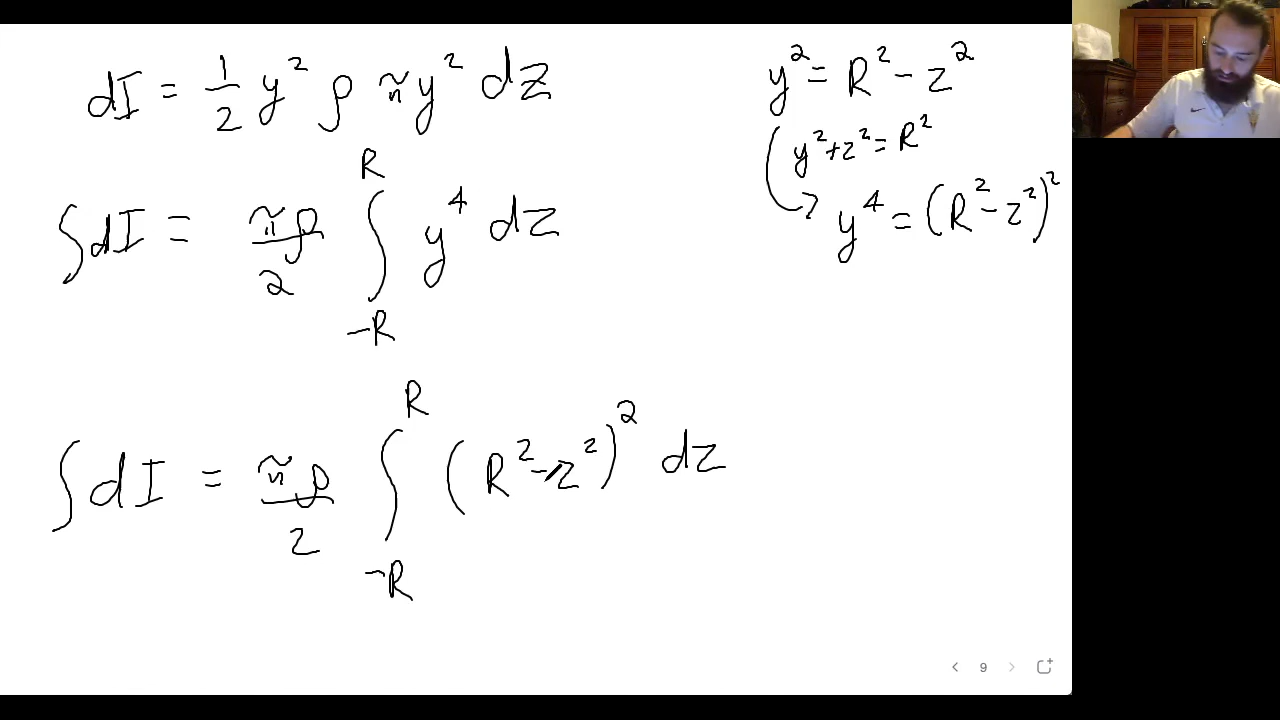 dI = 1/2 y² ρ π y² dz
y² = R² - z²
y² + z² = R²
y⁴ = (R² - z²)²
∫dI = πρ/2 ∫_{-R}^{R} y⁴ dz
∫dI = πρ/2 ∫_{-R}^{R} (R² - z²)² dz
9